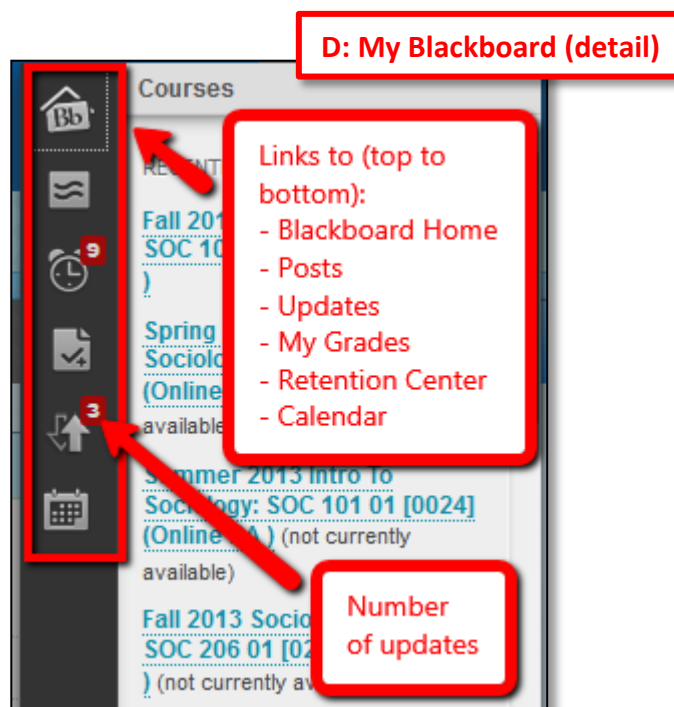 D: My Blackboard (detail)
Courses
Bb
RECENT
Links to (top to
bottom):
- Blackboard Home
- Posts
- Updates
- My Grades
- Retention Center
- Calendar
Fall 201
SOC 10
)
9
Spring
Sociolo
(Online
available
3
Summer 2013 Intro To
Sociology: SOC 101 01 [0024]
(Online A ) (not currently
available)
Number
of updates
Fall 2013 Socio
SOC 206 01 [02
) (not currently av